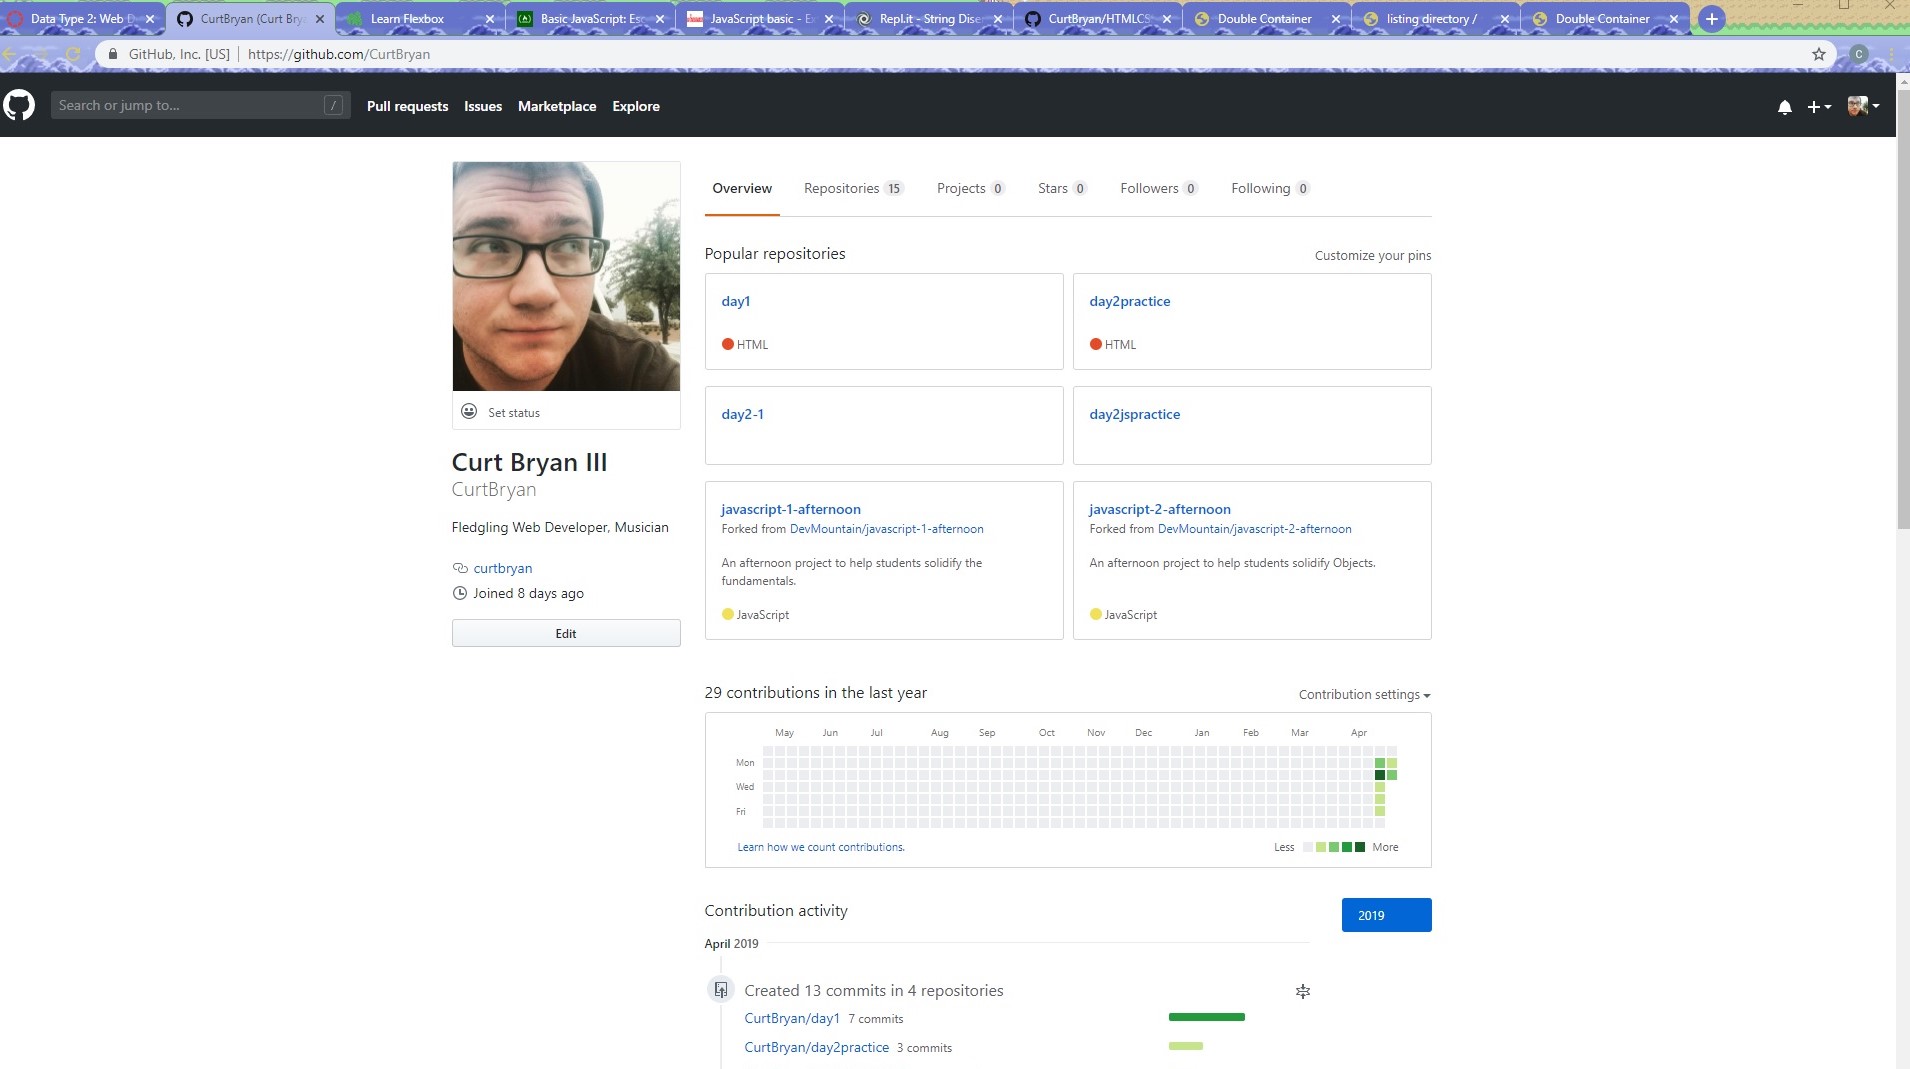 Data Type 2: Web D
CurtBryan (Curt Brya
Learn Flexbox
Basic JavaScript: Esc
JavaScript basic - Ex
Repl.it - String Dise
CurtBryan/HTMLCS
Double Container
listing directory /
Double Container
GitHub, Inc. [US] | https://github.com/CurtBryan
C
Search or jump to... /
Pull requests Issues Marketplace Explore
Overview Repositories 15 Projects 0 Stars 0 Followers 0 Following 0
Set status
Curt Bryan III
CurtBryan
Fledgling Web Developer, Musician
curtbryan
Joined 8 days ago
Edit
Popular repositories
Customize your pins
day1
HTML
day2practice
HTML
day2-1
day2jspractice
javascript-1-afternoon
Forked from DevMountain/javascript-1-afternoon
An afternoon project to help students solidify the
fundamentals.
JavaScript
javascript-2-afternoon
Forked from DevMountain/javascript-2-afternoon
An afternoon project to help students solidify Objects.
JavaScript
29 contributions in the last year
Contribution settings
May Jun Jul Aug Sep Oct Nov Dec Jan Feb Mar Apr
Mon
Wed
Fri
Learn how we count contributions.
Less More
Contribution activity
2019
April 2019
Created 13 commits in 4 repositories
CurtBryan/day1 7 commits
CurtBryan/day2practice 3 commits